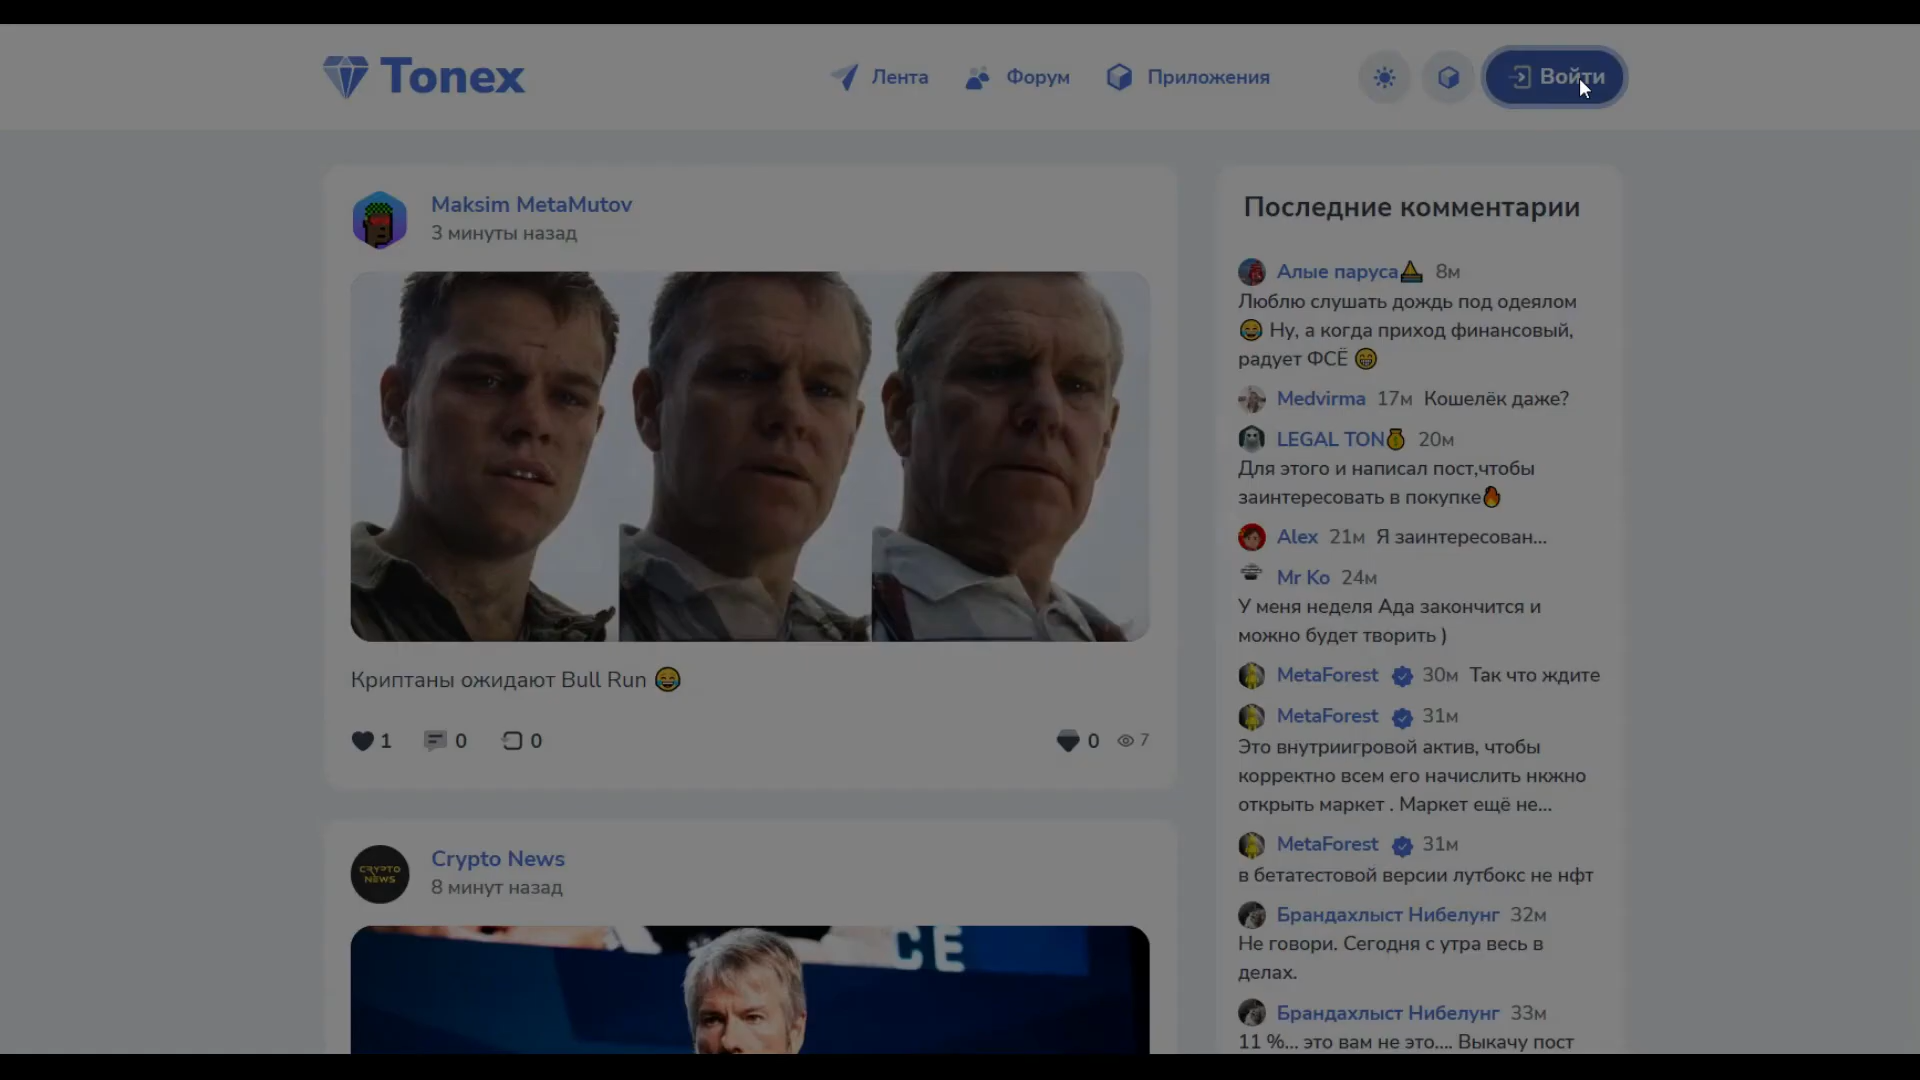 Tonex
Лента
Форум
Приложения
Войти
Maksim MetaMutov
3 минуты назад
Криптаны ожидают Bull Run 😂
1
0
0
0
7
Crypto News
8 минут назад
CRYPTO
NEWS
CE
Последние комментарии
Алые паруса 8м
Люблю слушать дождь под одеялом
😂 Ну, а когда приход финансовый,
радует ФСЁ 😁
Medvirma 17м Кошелёк даже?
LEGAL TON💰 20м
Для этого и написал пост,чтобы
заинтересовать в покупке🔥
Alex 21м Я заинтересован...
Mr Ko 24м
У меня неделя Ада закончится и
можно будет творить )
MetaForest 30м Так что ждите
MetaForest 31м
Это внутриигровой актив, чтобы
корректно всем его начислить нкжно
открыть маркет . Маркет ещё не...
MetaForest 31м
в бетатестовой версии лутбокс не нфт
Брандахлыст Нибелунг 32м
Не говори. Сегодня с утра весь в
делах.
Брандахлыст Нибелунг 33м
11 %... это вам не это.... Выкачу пост